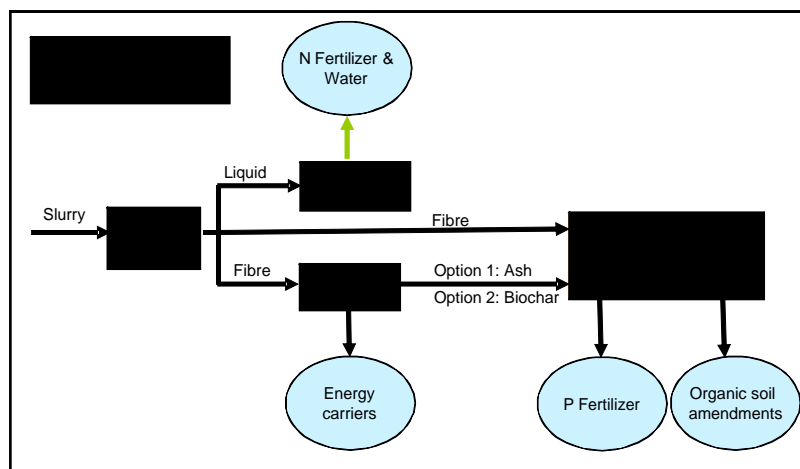 N Fertilizer &
Water
Liquid
Slurry
Fibre
Fibre
Option 1: Ash
Option 2: Biochar
Energy
carriers
P Fertilizer
Organic soil
amendments